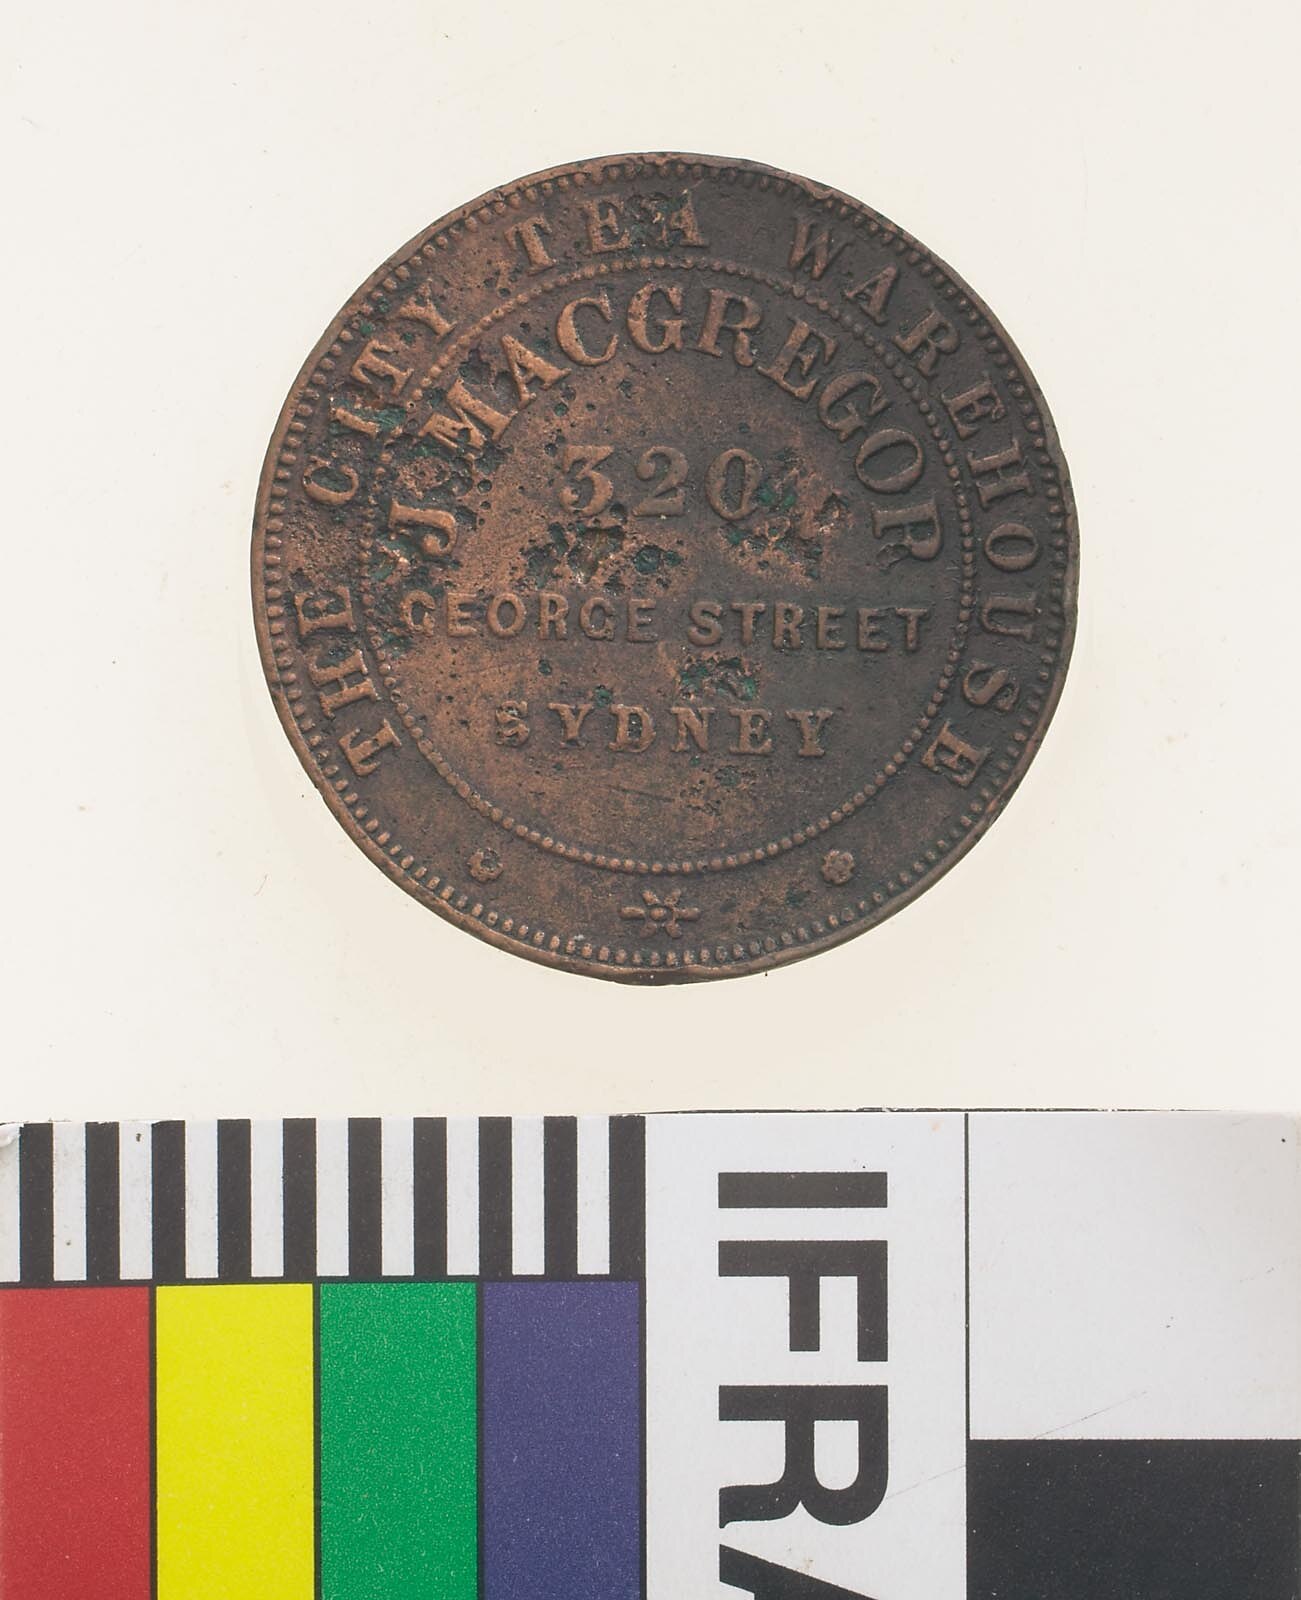 THE CITY TEA WAREHOUSE
J. MACGREGOR
320
GEORGE STREET
SYDNEY
IFRA